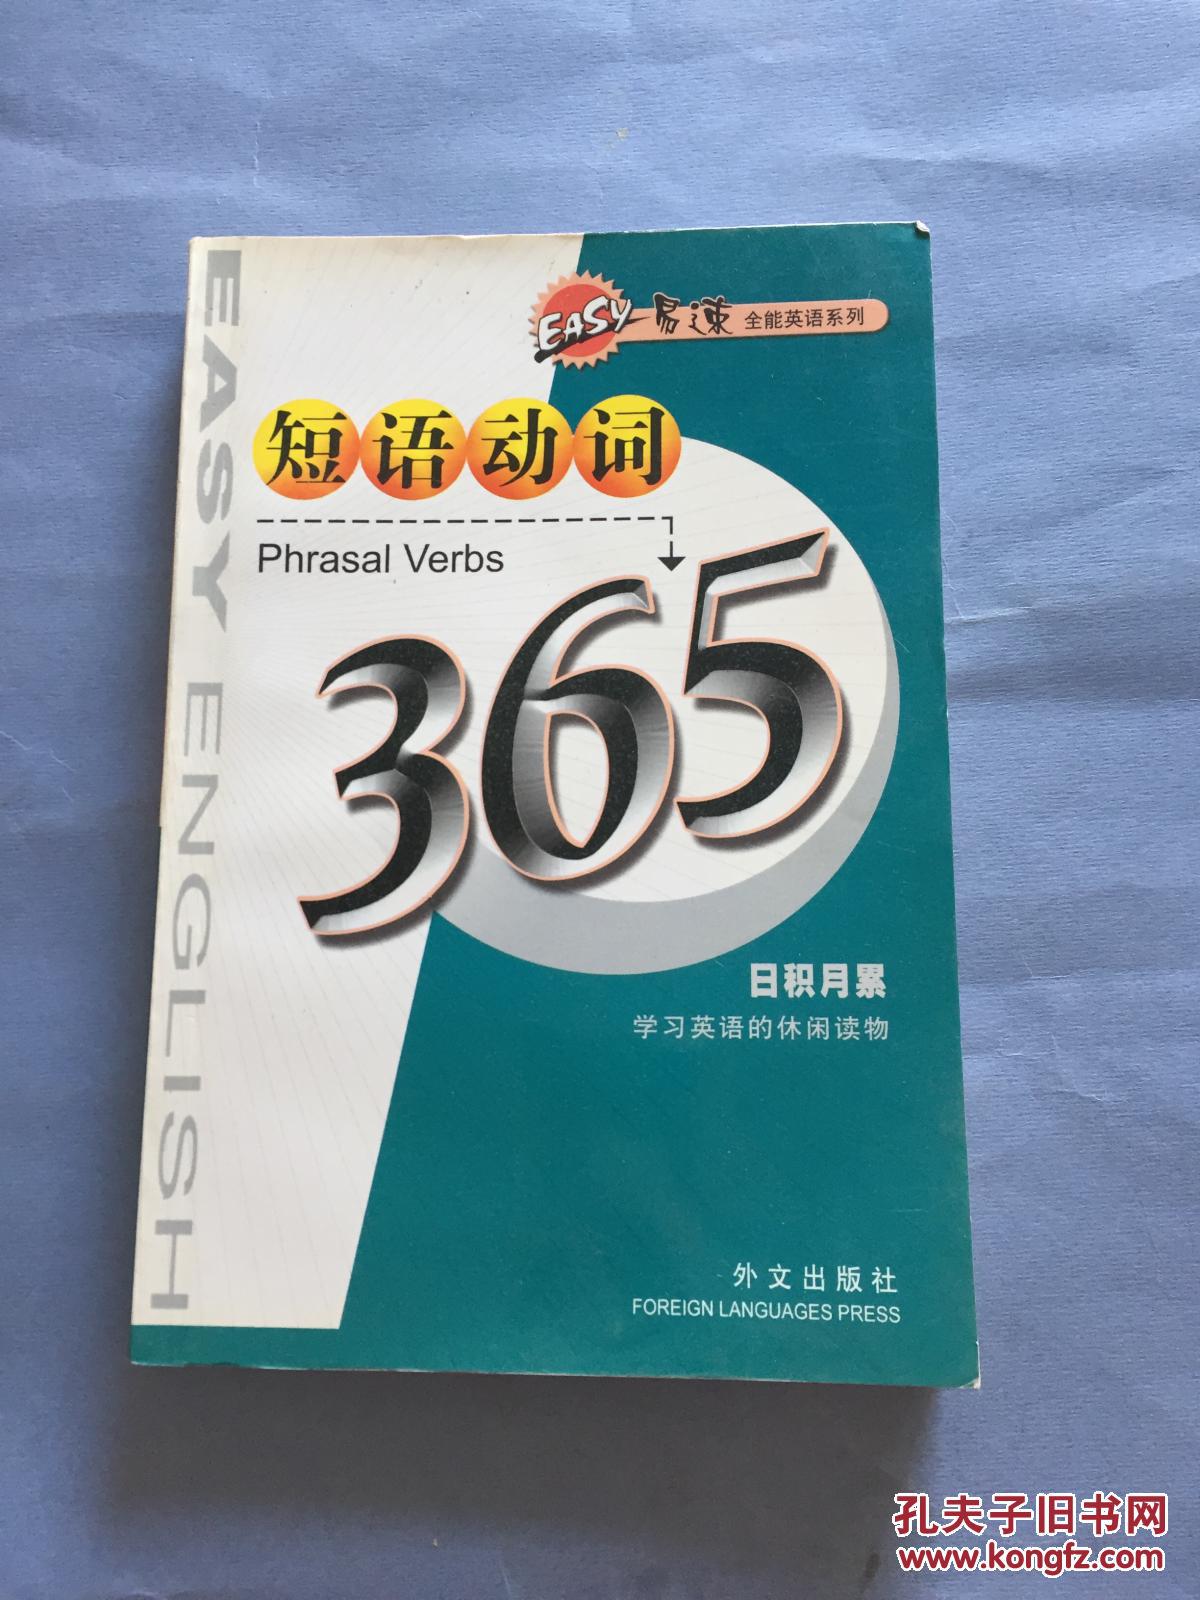 EASY 易速 全能英语系列
EASY ENGLISH
短语动词
Phrasal Verbs
365
日积月累
学习英语的休闲读物
外文出版社
FOREIGN LANGUAGES PRESS
孔夫子旧书网
www.kongfz.com